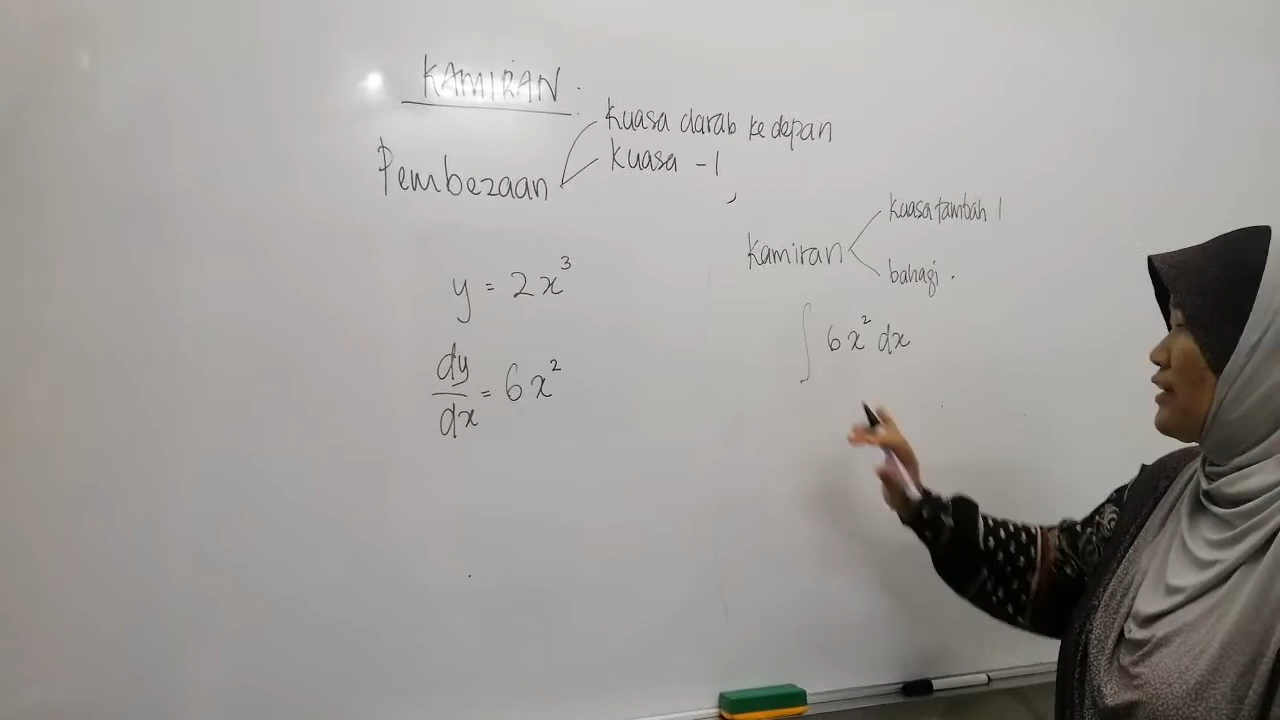 KAMIRAN.
Pembezaan
kuasa darab ke depan
kuasa -1
y = 2x³
dy/dx = 6x²
kamiran
kuasa tambah 1
bahagi.
∫ 6x² dx